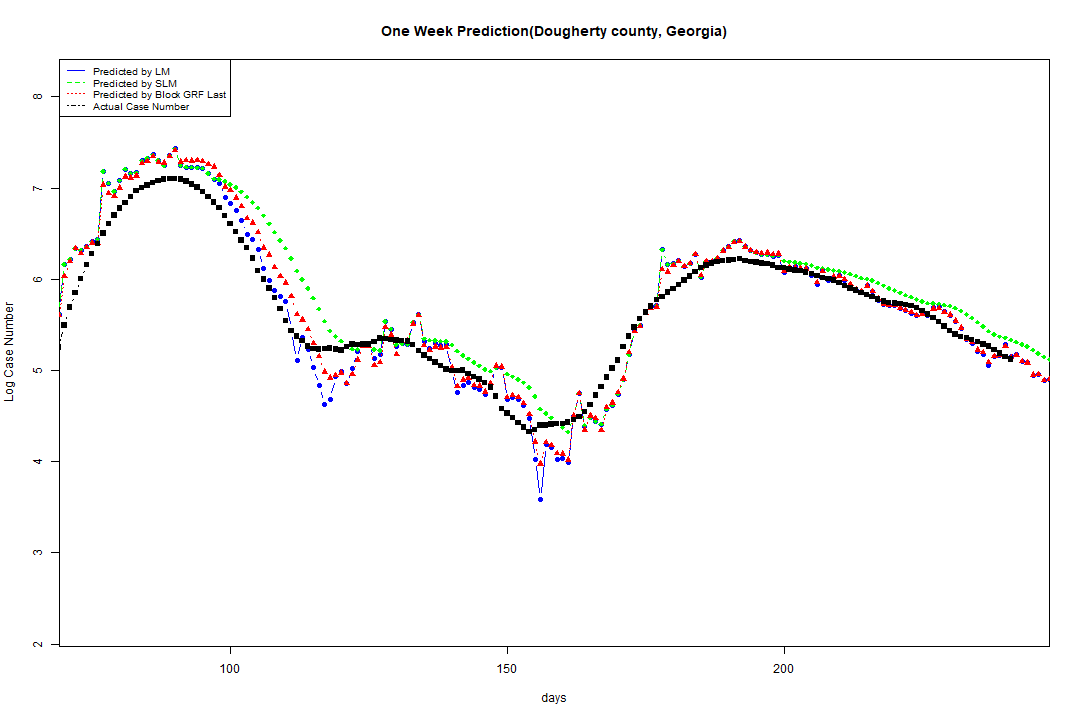 One Week Prediction(Dougherty county, Georgia)
Predicted by LM
Predicted by SLM
Predicted by Block GRF Last
Actual Case Number
8
7
6
5
4
3
2
Log Case Number
100 150 200
days